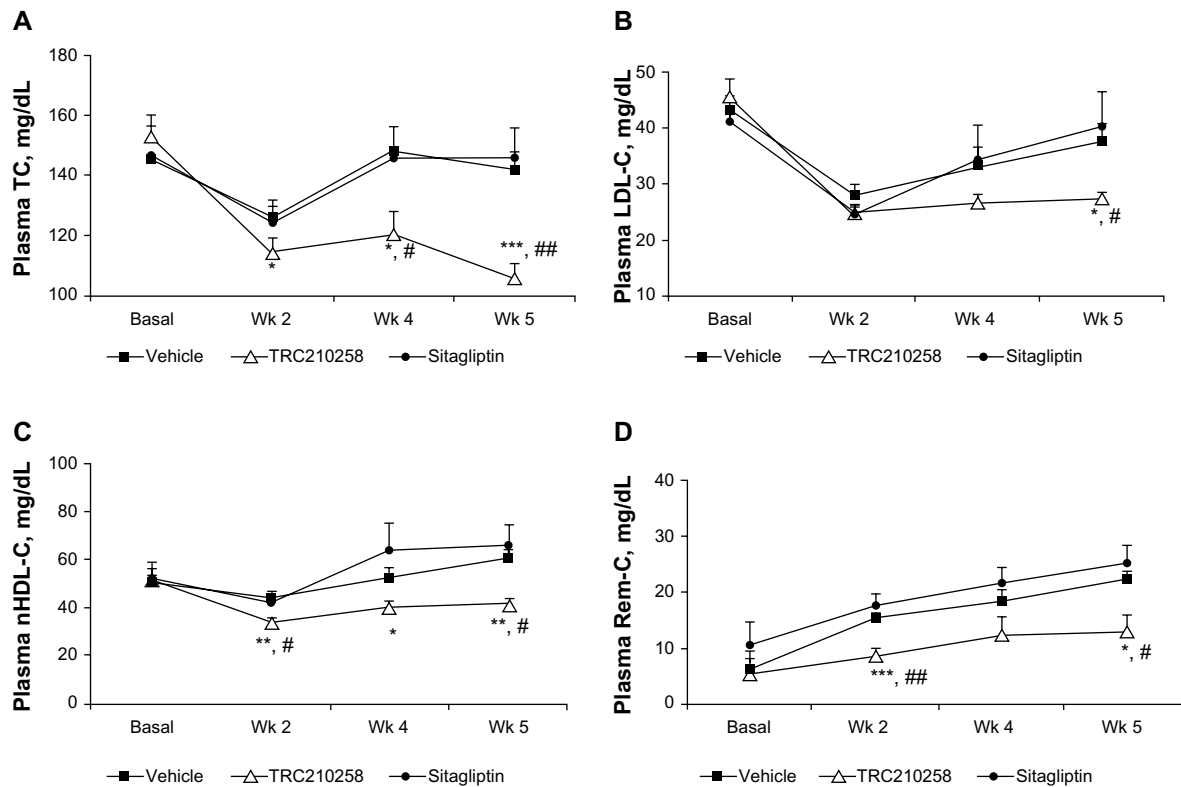 A
Plasma TC, mg/dL
180
160
140
120
100
*
*, #
***, ##
Basal Wk 2 Wk 4 Wk 5
Vehicle TRC210258 Sitagliptin
B
Plasma LDL-C, mg/dL
50
40
30
20
10
*, #
Basal Wk 2 Wk 4 Wk 5
Vehicle TRC210258 Sitagliptin
C
Plasma nHDL-C, mg/dL
100
80
60
40
20
0
**, #
*
**, #
Basal Wk 2 Wk 4 Wk 5
Vehicle TRC210258 Sitagliptin
D
Plasma Rem-C, mg/dL
40
30
20
10
0
***, ##
*, #
Basal Wk 2 Wk 4 Wk 5
Vehicle TRC210258 Sitagliptin